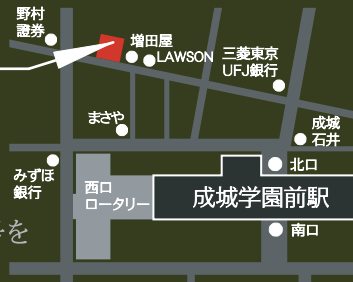 野村
證券
増田屋
LAWSON
三菱東京
UFJ銀行
まさや
成城
石井
みずほ
銀行
西口
ロータリー
北口
成城学園前駅
南口
を